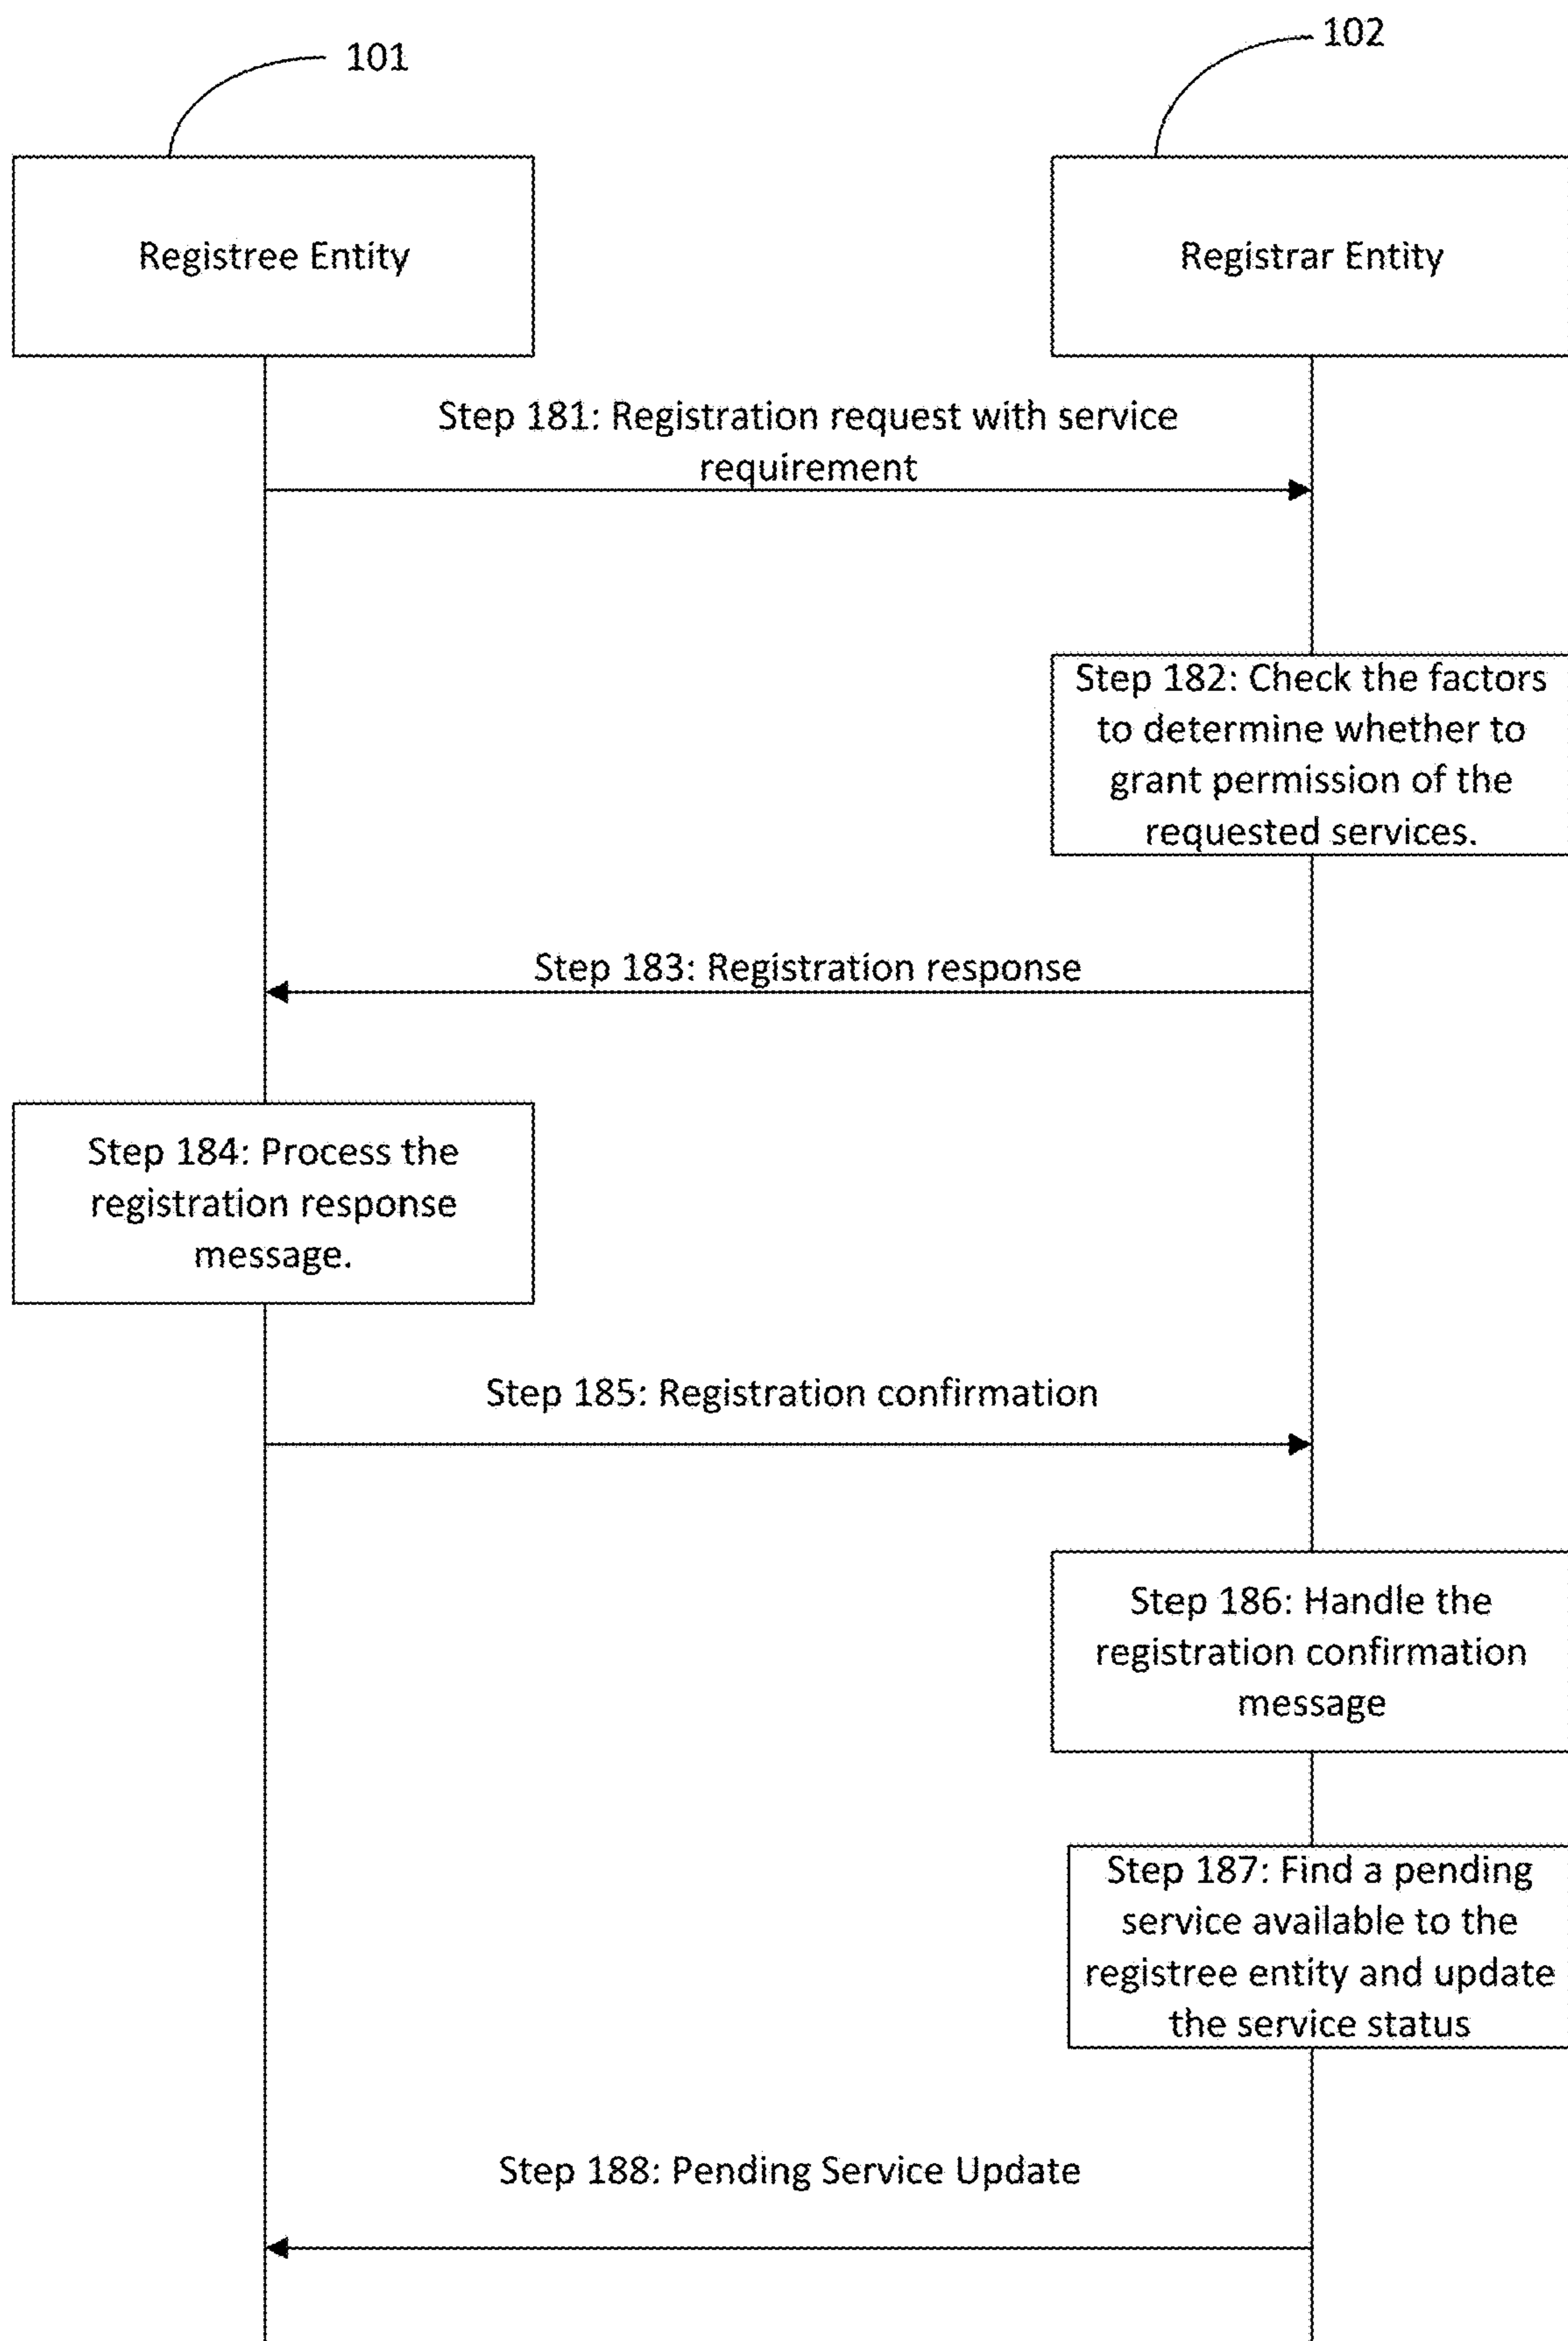 101
102
Registree Entity
Registrar Entity
Step 181: Registration request with service
requirement
Step 182: Check the factors
to determine whether to
grant permission of the
requested services.
Step 183: Registration response
Step 184: Process the
registration response
message.
Step 185: Registration confirmation
Step 186: Handle the
registration confirmation
message
Step 187: Find a pending
service available to the
registree entity and update
the service status
Step 188: Pending Service Update